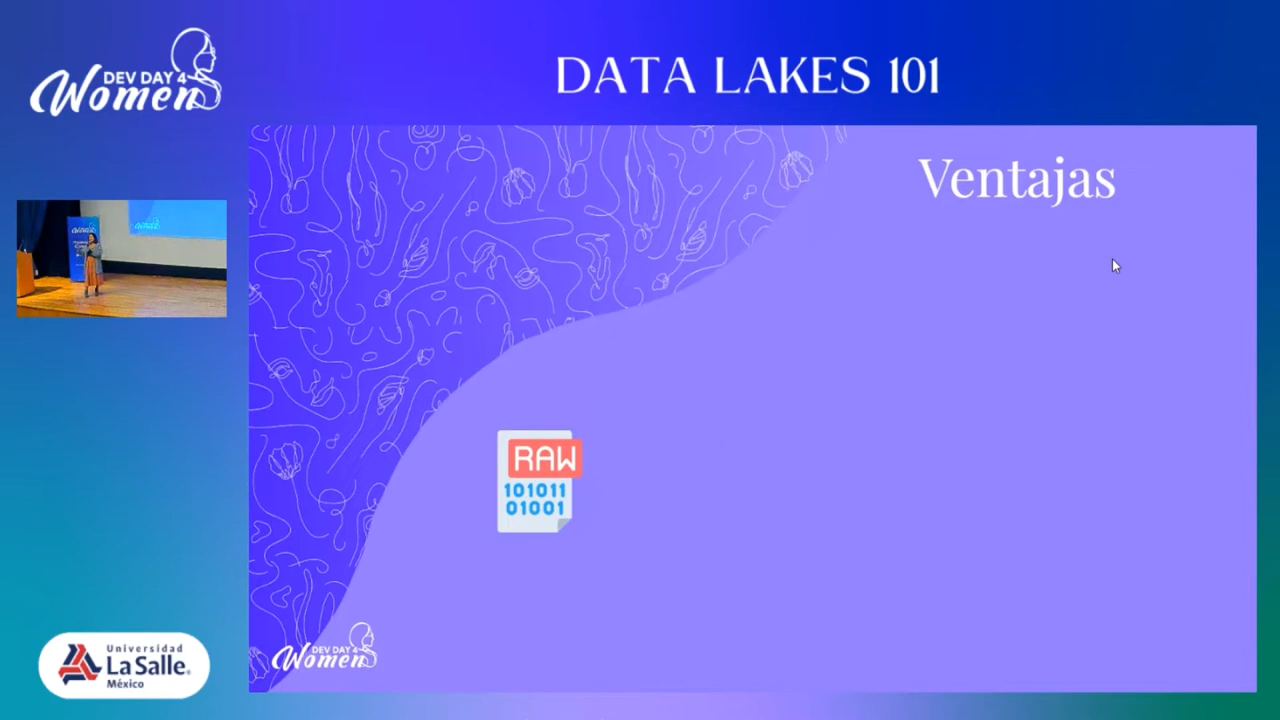 DEV DAY 4
Women
DATA LAKES 101
Ventajas
RAW
101011
01001
DEV DAY 4
Women
Universidad
La Salle
México